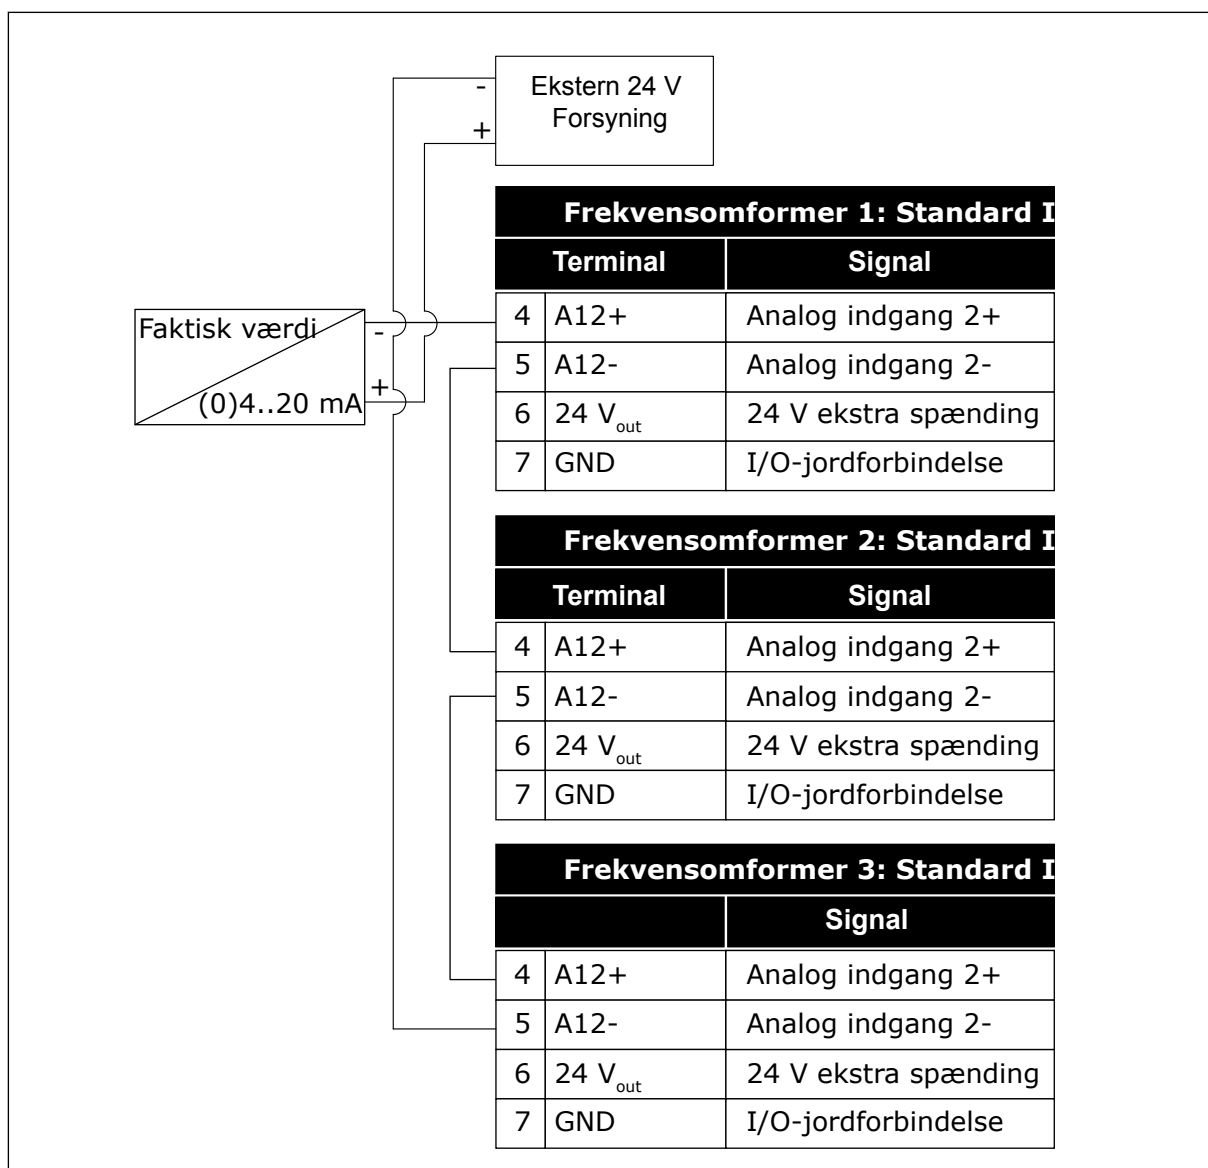 -
Ekstern 24 V
Forsyning
+
Frekvensomformer 1: Standard I
Terminal Signal
Faktisk værdi
-
+
(0)4..20 mA
4 A12+ Analog indgang 2+
5 A12- Analog indgang 2-
6 24 Vout 24 V ekstra spænding
7 GND I/O-jordforbindelse
Frekvensomformer 2: Standard I
Terminal Signal
4 A12+ Analog indgang 2+
5 A12- Analog indgang 2-
6 24 Vout 24 V ekstra spænding
7 GND I/O-jordforbindelse
Frekvensomformer 3: Standard I
Signal
4 A12+ Analog indgang 2+
5 A12- Analog indgang 2-
6 24 Vout 24 V ekstra spænding
7 GND I/O-jordforbindelse